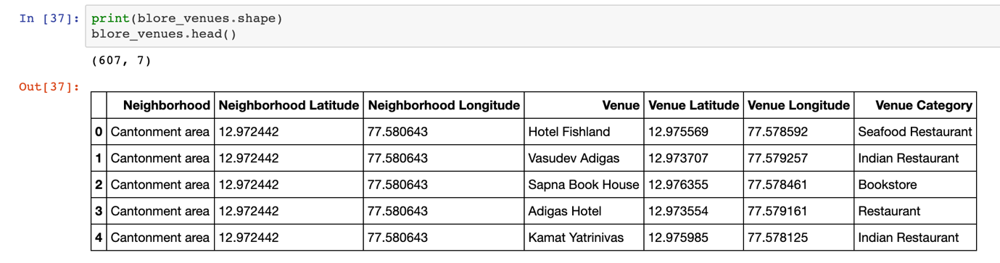 In [37]: print(blore_venues.shape)
blore_venues.head()
(607, 7)
Out[37]:
Neighborhood Neighborhood Latitude Neighborhood Longitude Venue Venue Latitude Venue Longitude Venue Category
0 Cantonment area 12.972442 77.580643 Hotel Fishland 12.975569 77.578592 Seafood Restaurant
1 Cantonment area 12.972442 77.580643 Vasudev Adigas 12.973707 77.579257 Indian Restaurant
2 Cantonment area 12.972442 77.580643 Sapna Book House 12.976355 77.578461 Bookstore
3 Cantonment area 12.972442 77.580643 Adigas Hotel 12.973554 77.579161 Restaurant
4 Cantonment area 12.972442 77.580643 Kamat Yatrinivas 12.975985 77.578125 Indian Restaurant